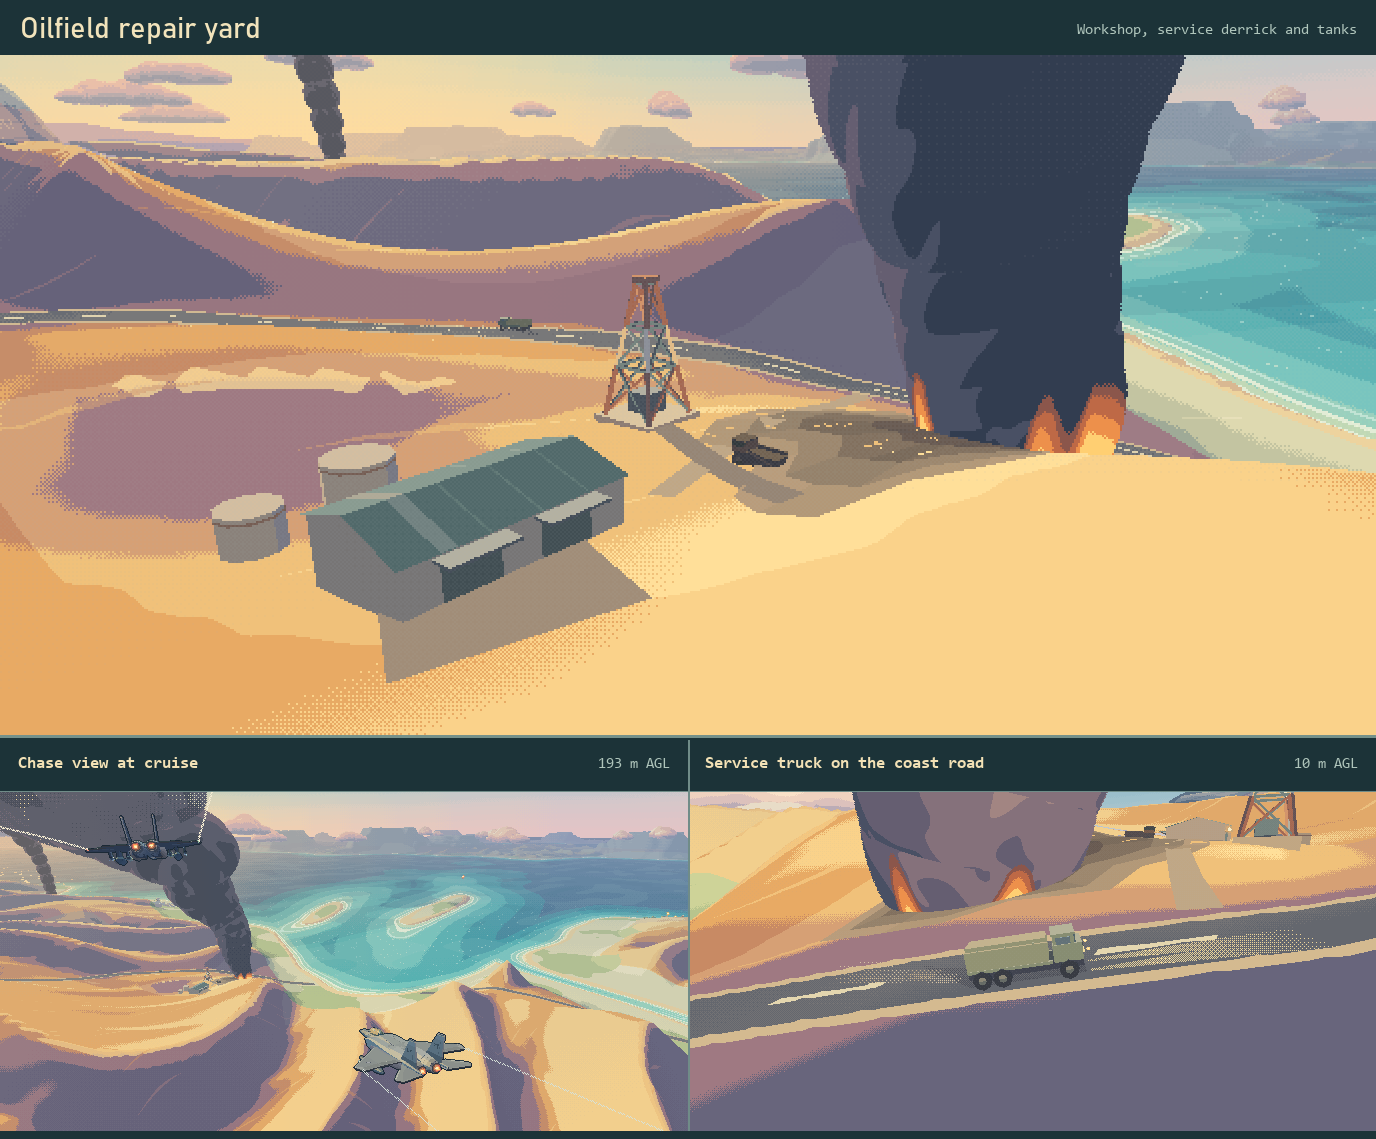 Oilfield repair yard
Workshop, service derrick and tanks
Chase view at cruise
193 m AGL
Service truck on the coast road
10 m AGL